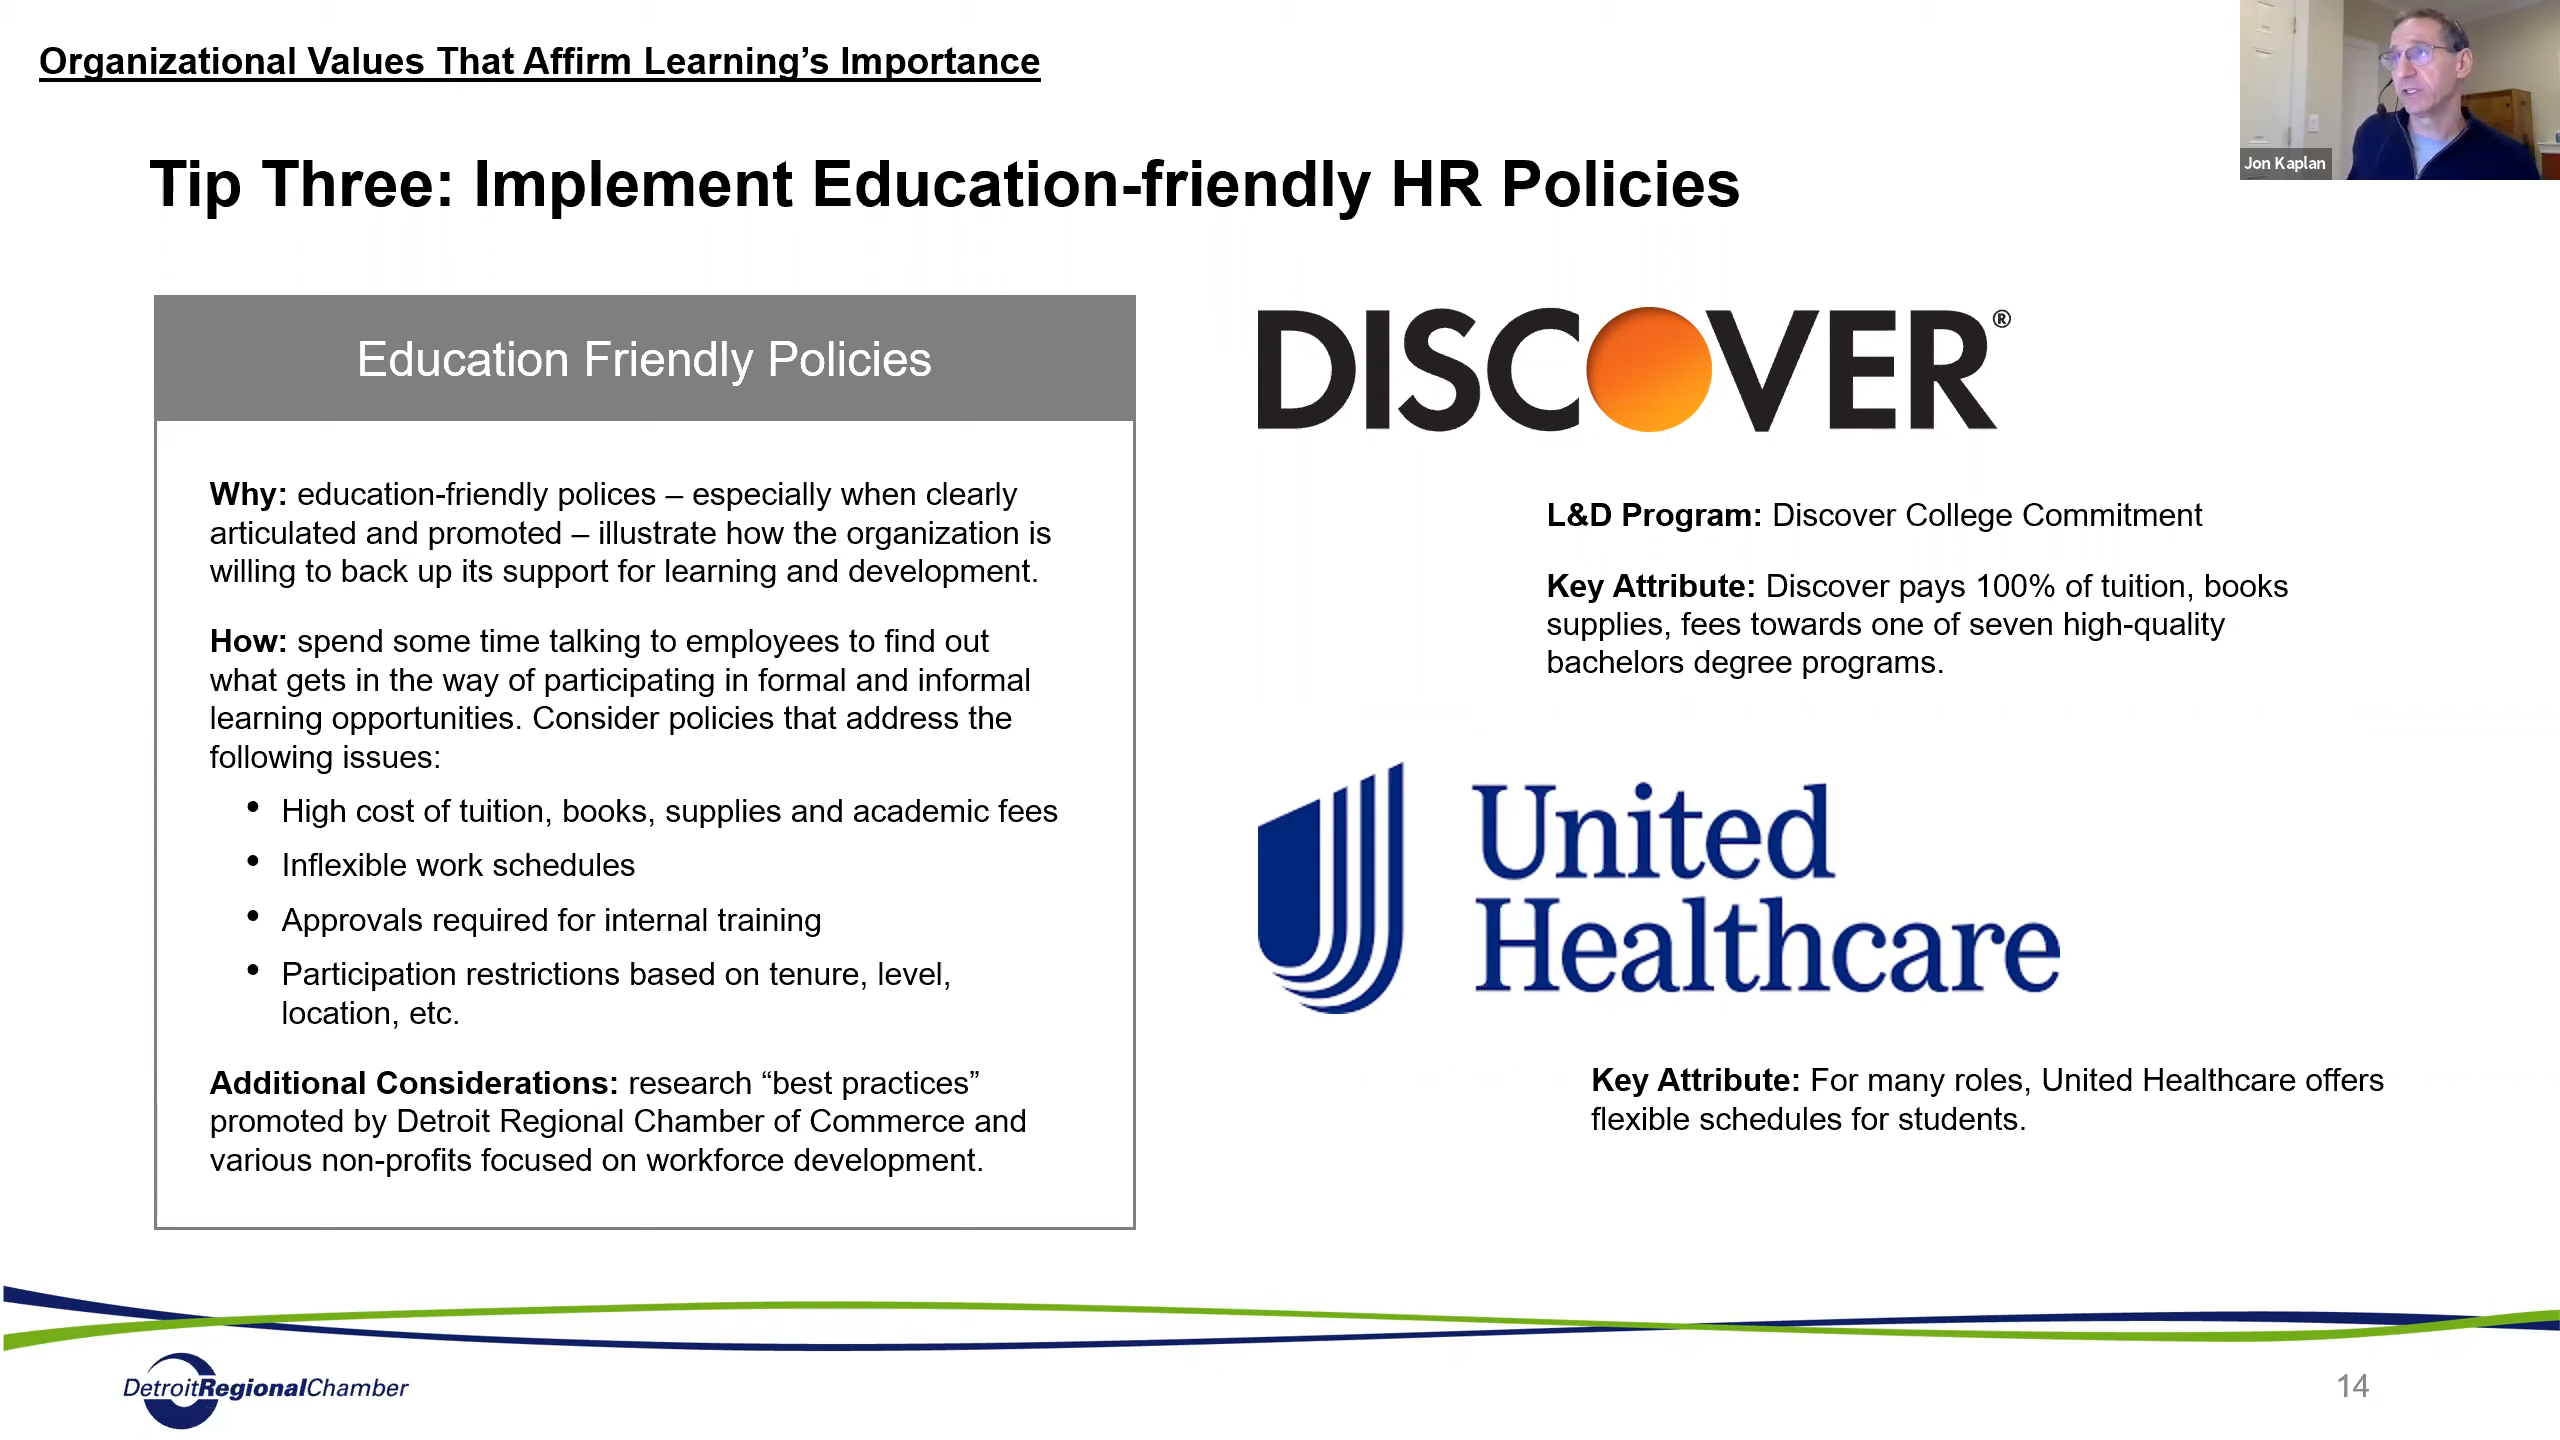 Organizational Values That Affirm Learning’s Importance
Jon Kaplan
Tip Three: Implement Education-friendly HR Policies
Education Friendly Policies
Why: education-friendly polices – especially when clearly
articulated and promoted – illustrate how the organization is
willing to back up its support for learning and development.
How: spend some time talking to employees to find out
what gets in the way of participating in formal and informal
learning opportunities. Consider policies that address the
following issues:
• High cost of tuition, books, supplies and academic fees
• Inflexible work schedules
• Approvals required for internal training
• Participation restrictions based on tenure, level,
location, etc.
Additional Considerations: research “best practices”
promoted by Detroit Regional Chamber of Commerce and
various non-profits focused on workforce development.
DISCOVER®
L&D Program: Discover College Commitment
Key Attribute: Discover pays 100% of tuition, books
supplies, fees towards one of seven high-quality
bachelors degree programs.
United
Healthcare
Key Attribute: For many roles, United Healthcare offers
flexible schedules for students.
DetroitRegionalChamber
14